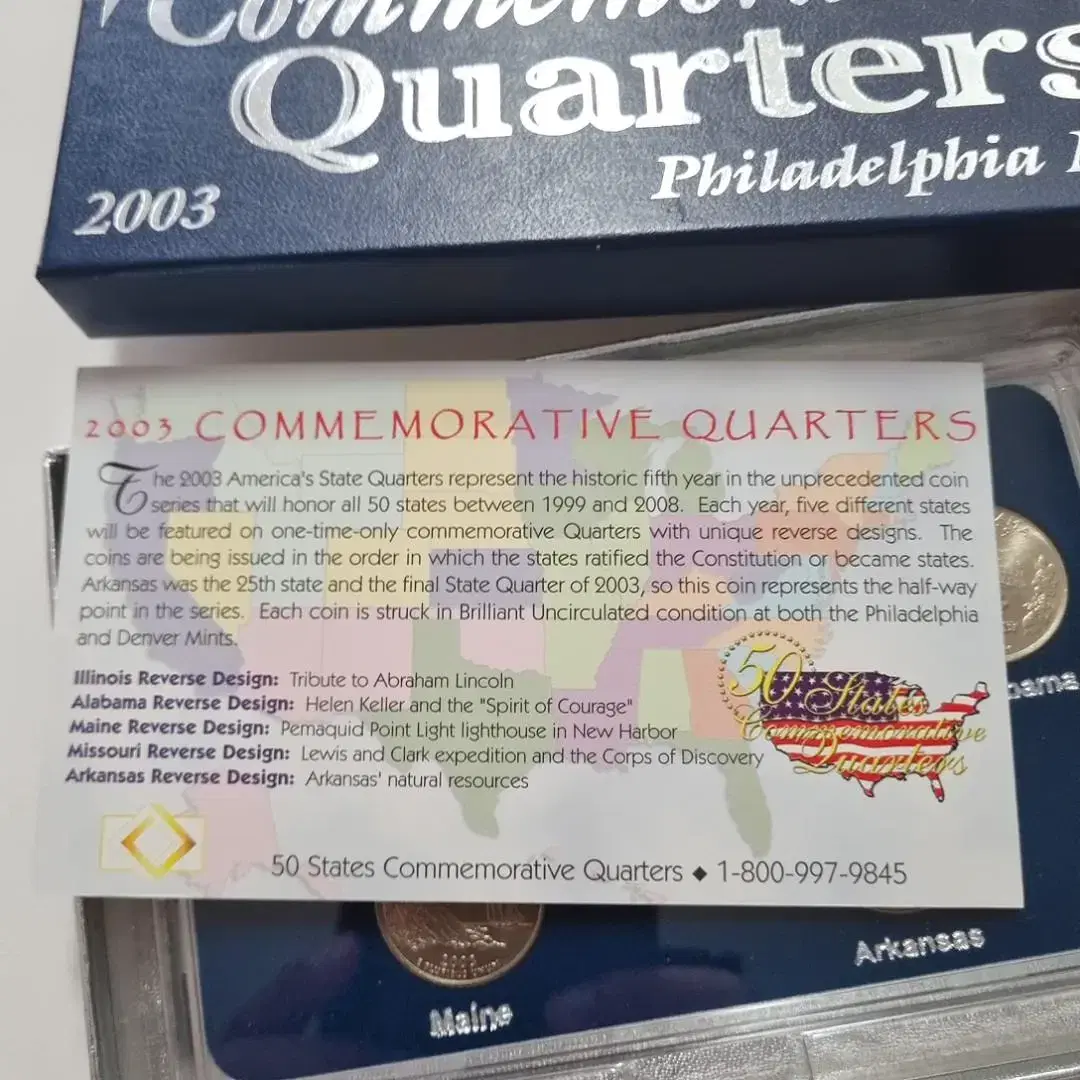 Quarters
Philadelphia
2003
2003 COMMEMORATIVE QUARTERS
The 2003 America's State Quarters represent the historic fifth year in the unprecedented coin
series that will honor all 50 states between 1999 and 2008. Each year, five different states
will be featured on one-time-only commemorative Quarters with unique reverse designs. The
coins are being issued in the order in which the states ratified the Constitution or became states.
Arkansas was the 25th state and the final State Quarter of 2003, so this coin represents the half-way
point in the series. Each coin is struck in Brilliant Uncirculated condition at both the Philadelphia
and Denver Mints.
Illinois Reverse Design: Tribute to Abraham Lincoln
Alabama Reverse Design: Helen Keller and the "Spirit of Courage"
Maine Reverse Design: Pemaquid Point Light lighthouse in New Harbor
Missouri Reverse Design: Lewis and Clark expedition and the Corps of Discovery
Arkansas Reverse Design: Arkansas' natural resources
50 States
Commemorative
Quarters
50 States Commemorative Quarters ◆ 1-800-997-9845
bama
2003
E PLURIBUS UNUM
Maine
Arkansas